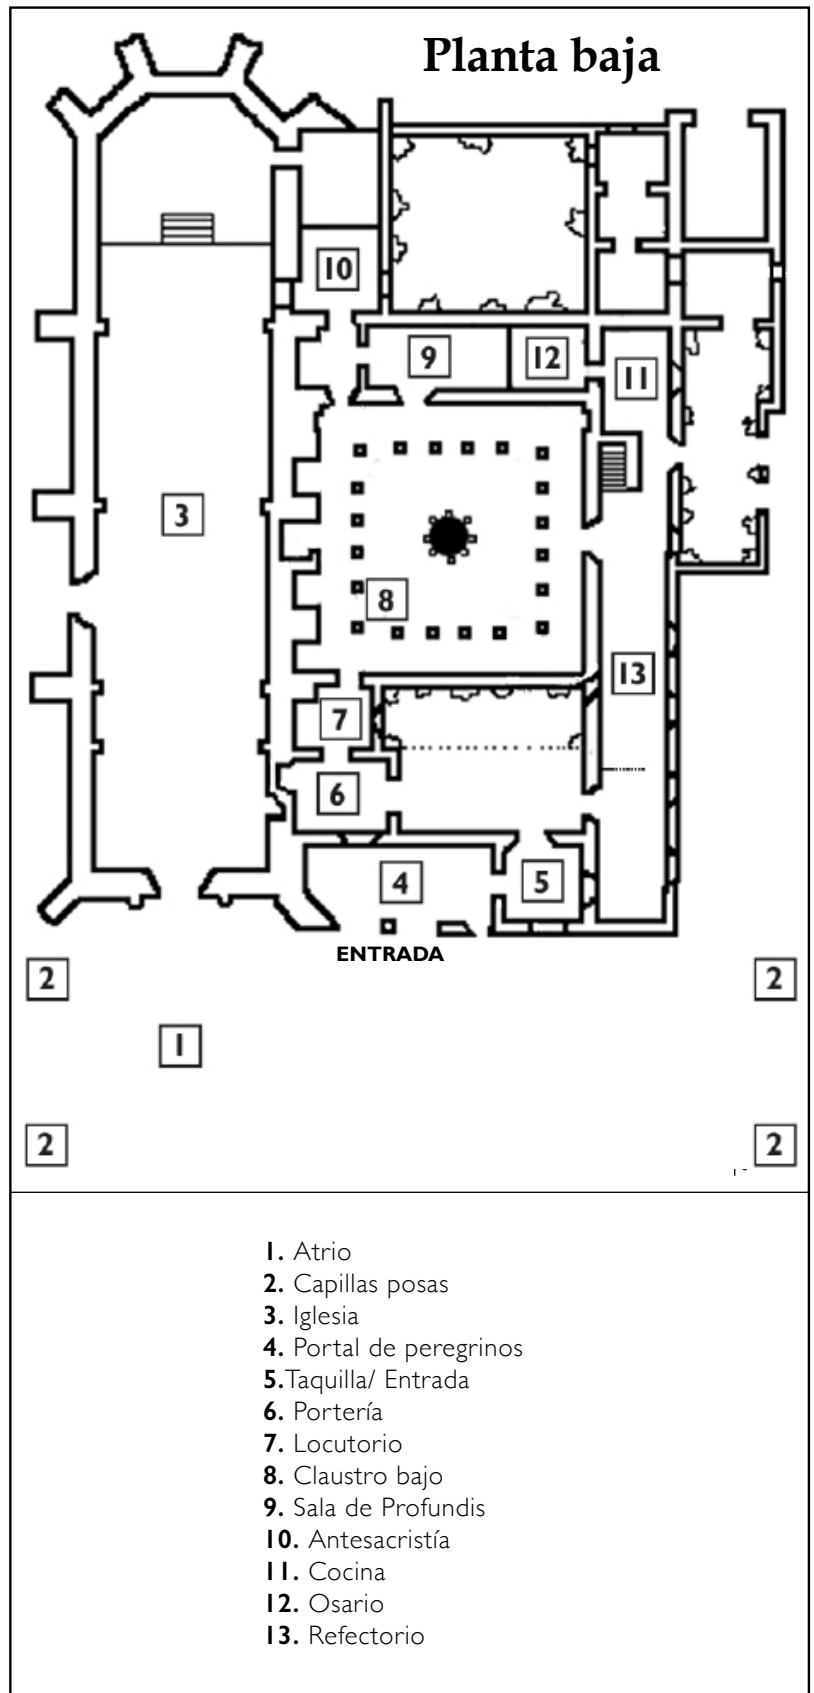 Planta baja
10
9
12
11
3
8
13
7
6
4
5
ENTRADA
2
2
1
2
2
1. Atrio
2. Capillas posas
3. Iglesia
4. Portal de peregrinos
5.Taquilla/ Entrada
6. Portería
7. Locutorio
8. Claustro bajo
9. Sala de Profundis
10. Antesacristía
11. Cocina
12. Osario
13. Refectorio